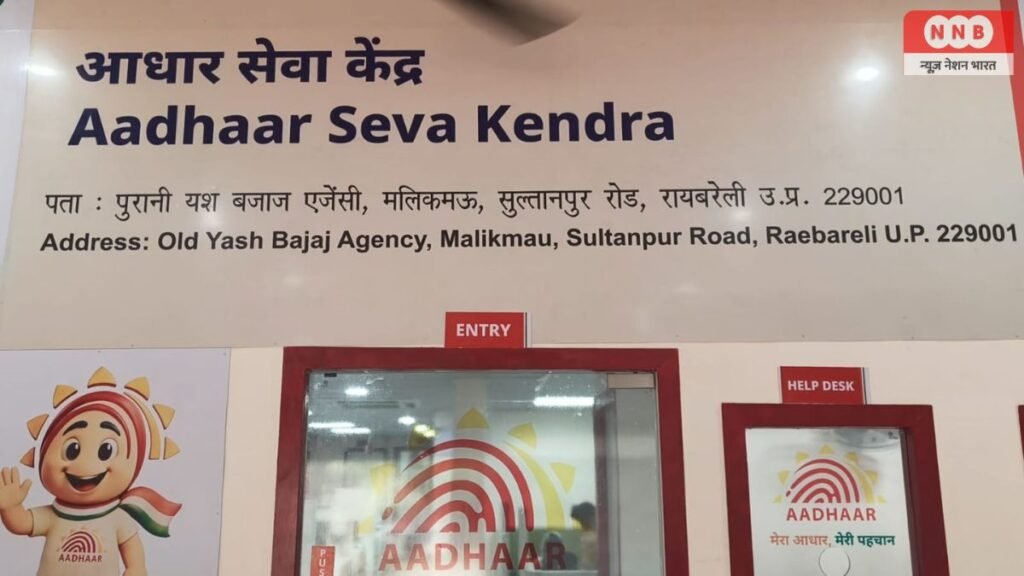 NNB
न्यूज़ नेशन भारत
आधार सेवा केंद्र
Aadhaar Seva Kendra
पता : पुरानी यश बजाज एजेंसी, मलिकमऊ, सुल्तानपुर रोड, रायबरेली उ.प्र. 229001
Address: Old Yash Bajaj Agency, Malikmau, Sultanpur Road, Raebareli U.P. 229001
ENTRY
HELP DESK
AADHAAR
AADHAAR
PUS
AADHAAR
मेरा आधार, मेरी पहचान